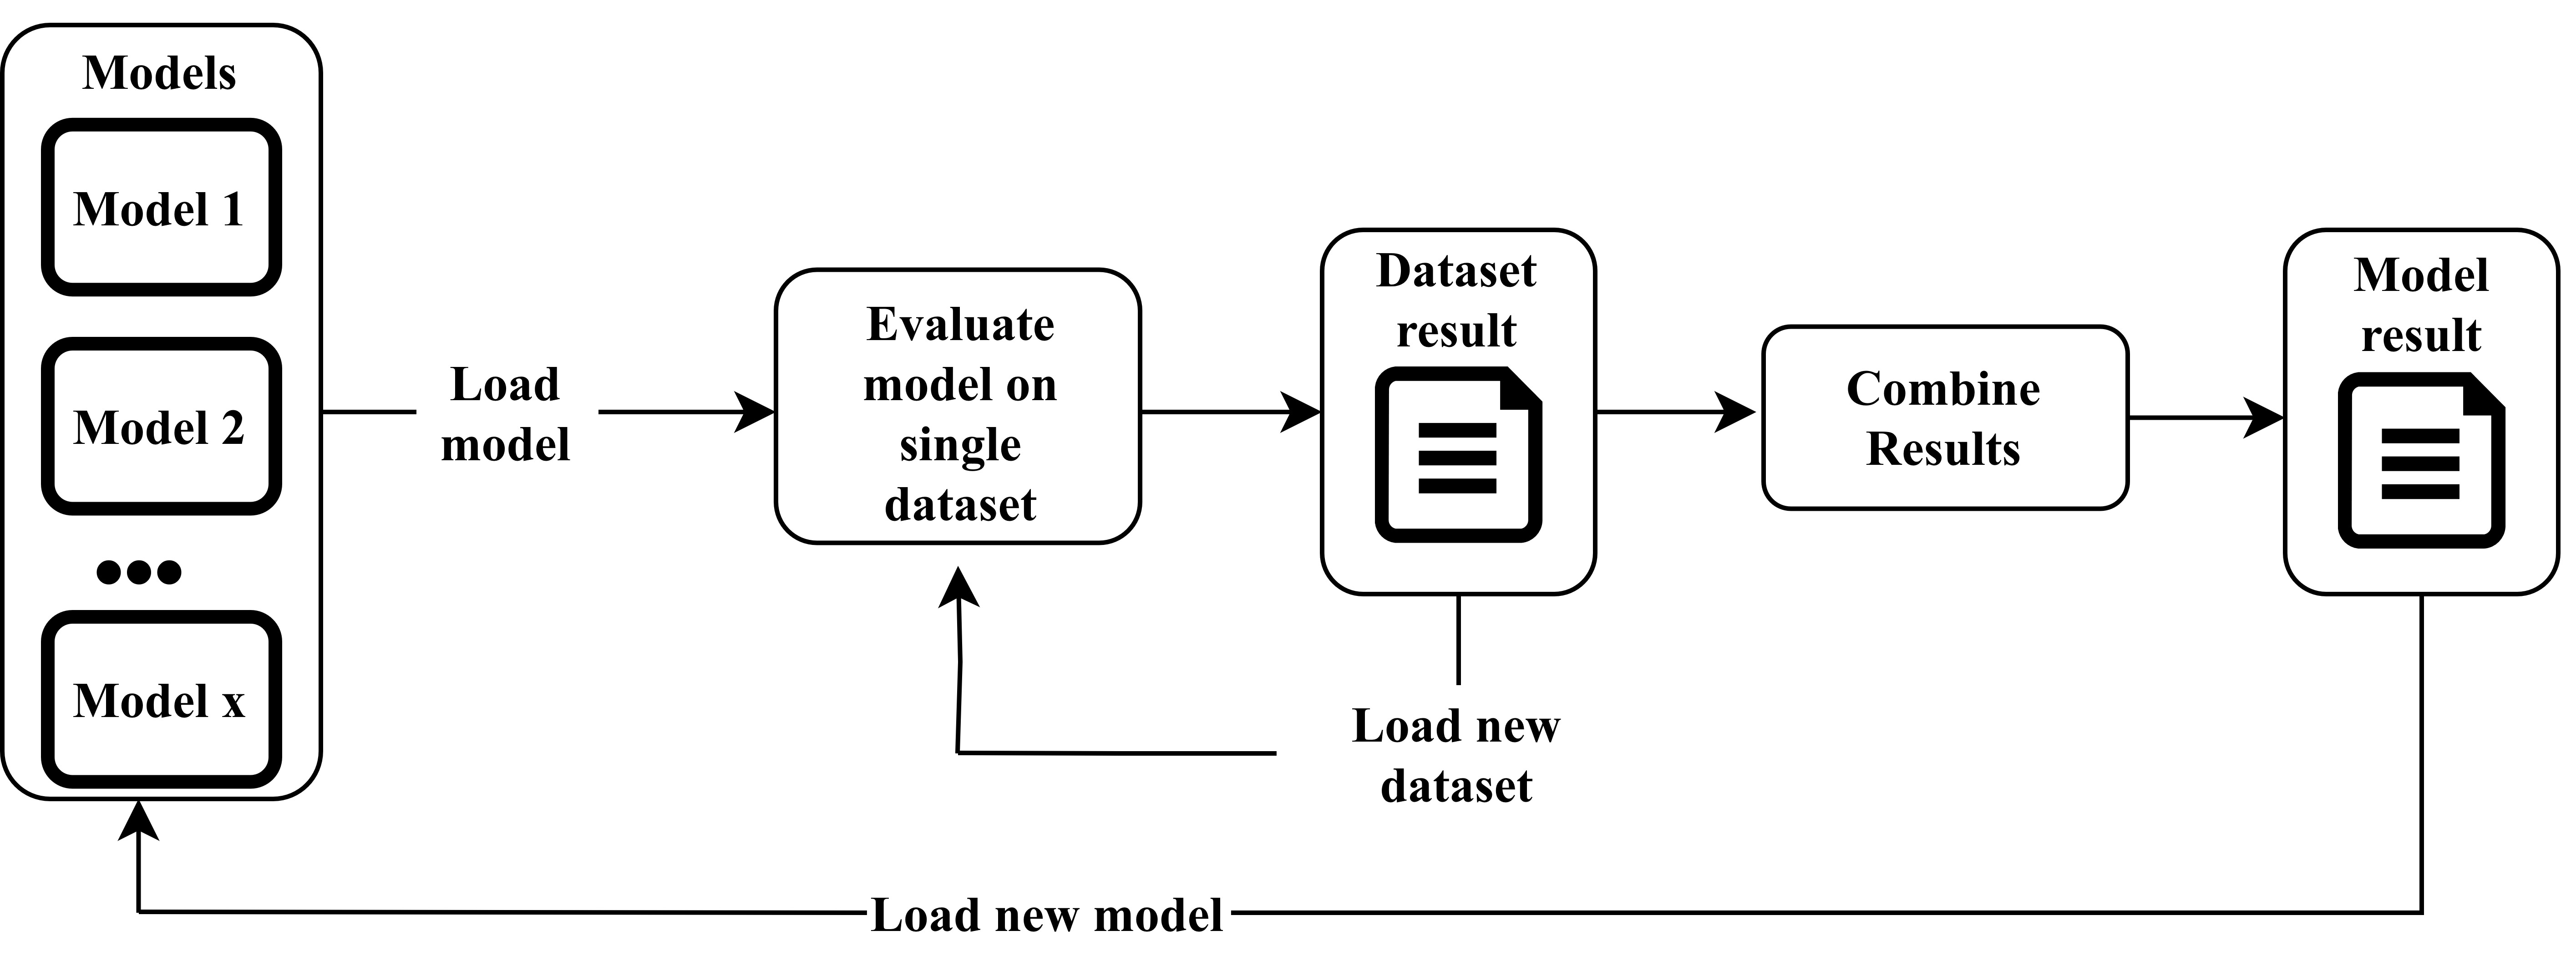 Models
Model 1
Model 2
Model x
Load
model
Evaluate
model on
single
dataset
Dataset
result
Load new
dataset
Combine
Results
Model
result
Load new model